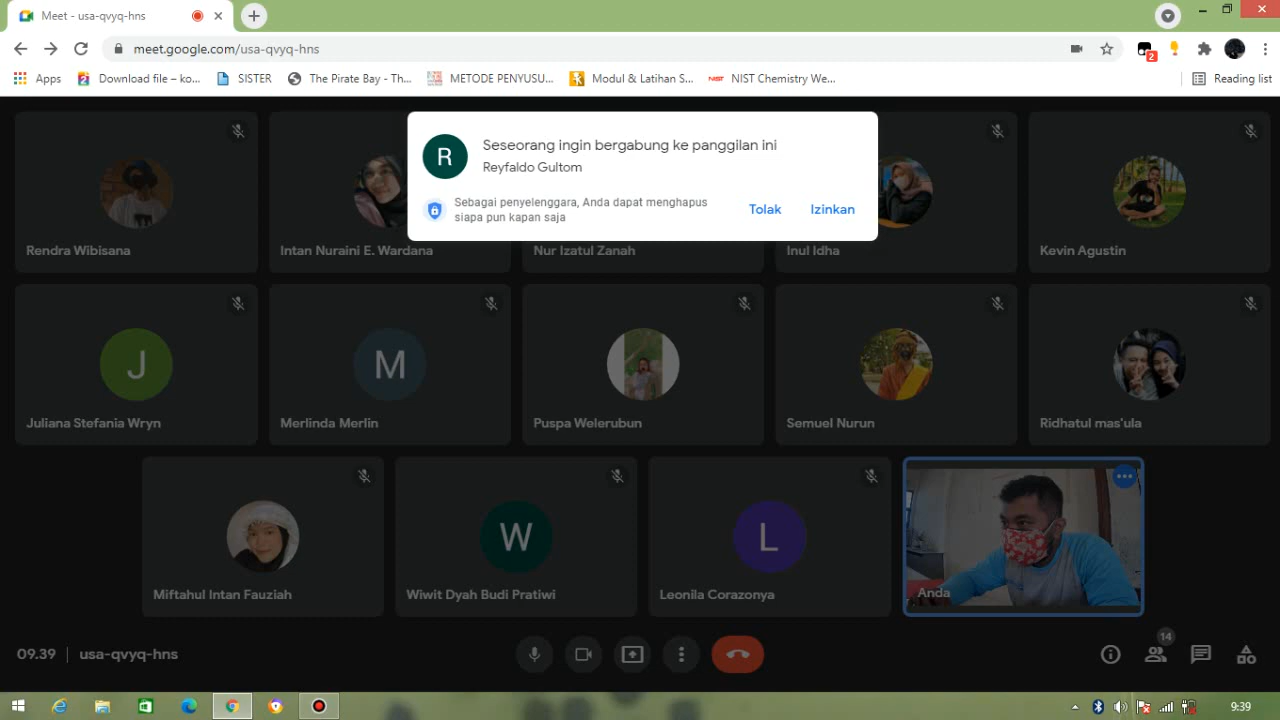 Meet - usa-qvyq-hns
meet.google.com/usa-qvyq-hns
2
Apps
Download file – ko...
SISTER
The Pirate Bay - Th...
METODE PENYUSU...
Modul & Latihan S...
NIST
NIST Chemistry We...
Reading list
R
Seseorang ingin bergabung ke panggilan ini
Reyfaldo Gultom
Sebagai penyelenggara, Anda dapat menghapus
siapa pun kapan saja
Tolak
Izinkan
Rendra Wibisana
Intan Nuraini E. Wardana
Nur Izatul Zanah
Inul Idha
Kevin Agustin
J
M
Juliana Stefania Wryn
Merlinda Merlin
Puspa Welerubun
Semuel Nurun
Ridhatul mas'ula
W
L
Miftahul Intan Fauziah
Wiwit Dyah Budi Pratiwi
Leonila Corazonya
Anda
09.39
usa-qvyq-hns
14
9:39